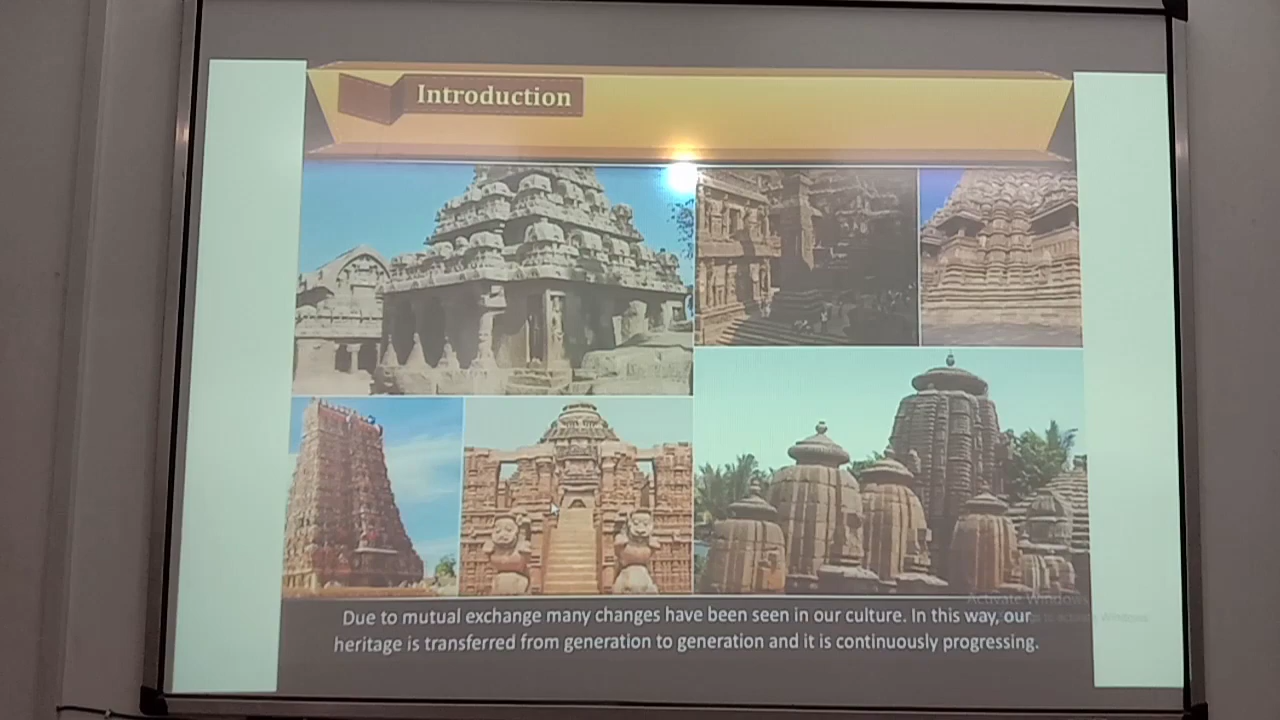 Introduction
Due to mutual exchange many changes have been seen in our culture. In this way, our
heritage is transferred from generation to generation and it is continuously progressing.
Activate Windows